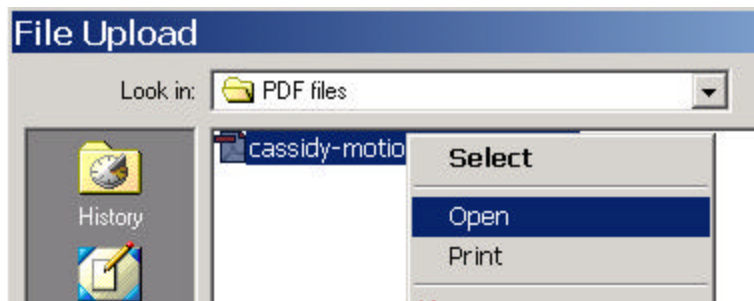 File Upload
Look in: PDF files
cassidy-motio
Select
History
Open
Print